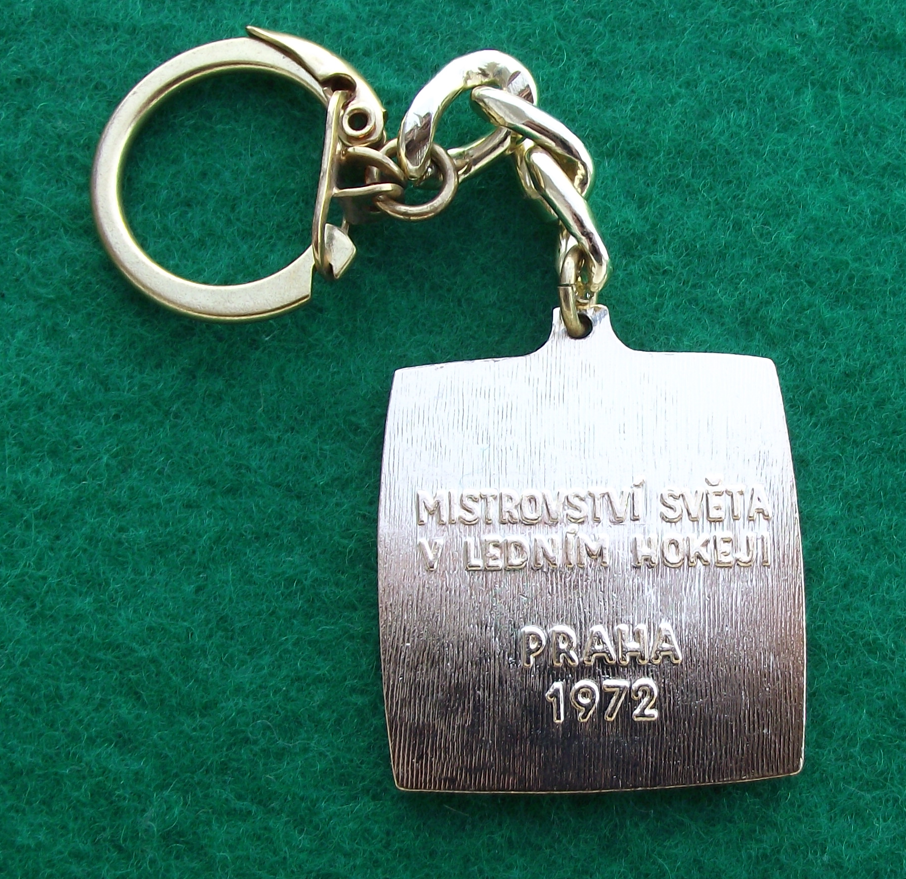 MISTROVSTVÍ SVĚTA
V LEDNÍM HOKEJI
PRAHA
1972